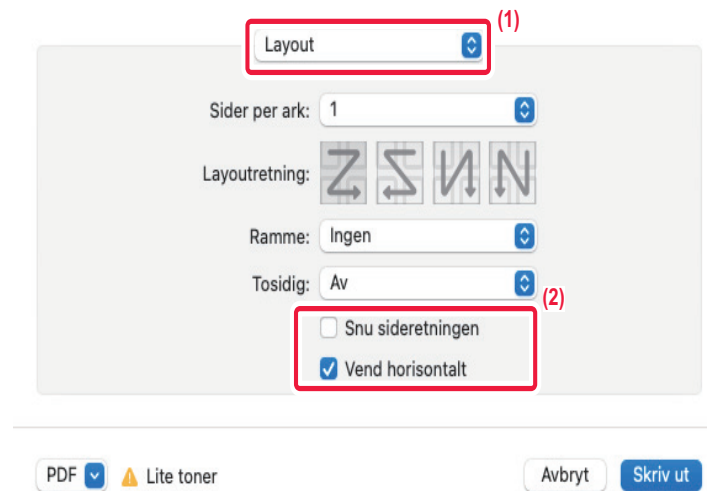 (1)
Layout
Sider per ark: 1
Layoutretning:
Ramme: Ingen
Tosidig: Av
(2)
Snu sideretningen
Vend horisontalt
PDF Lite toner Avbryt Skriv ut